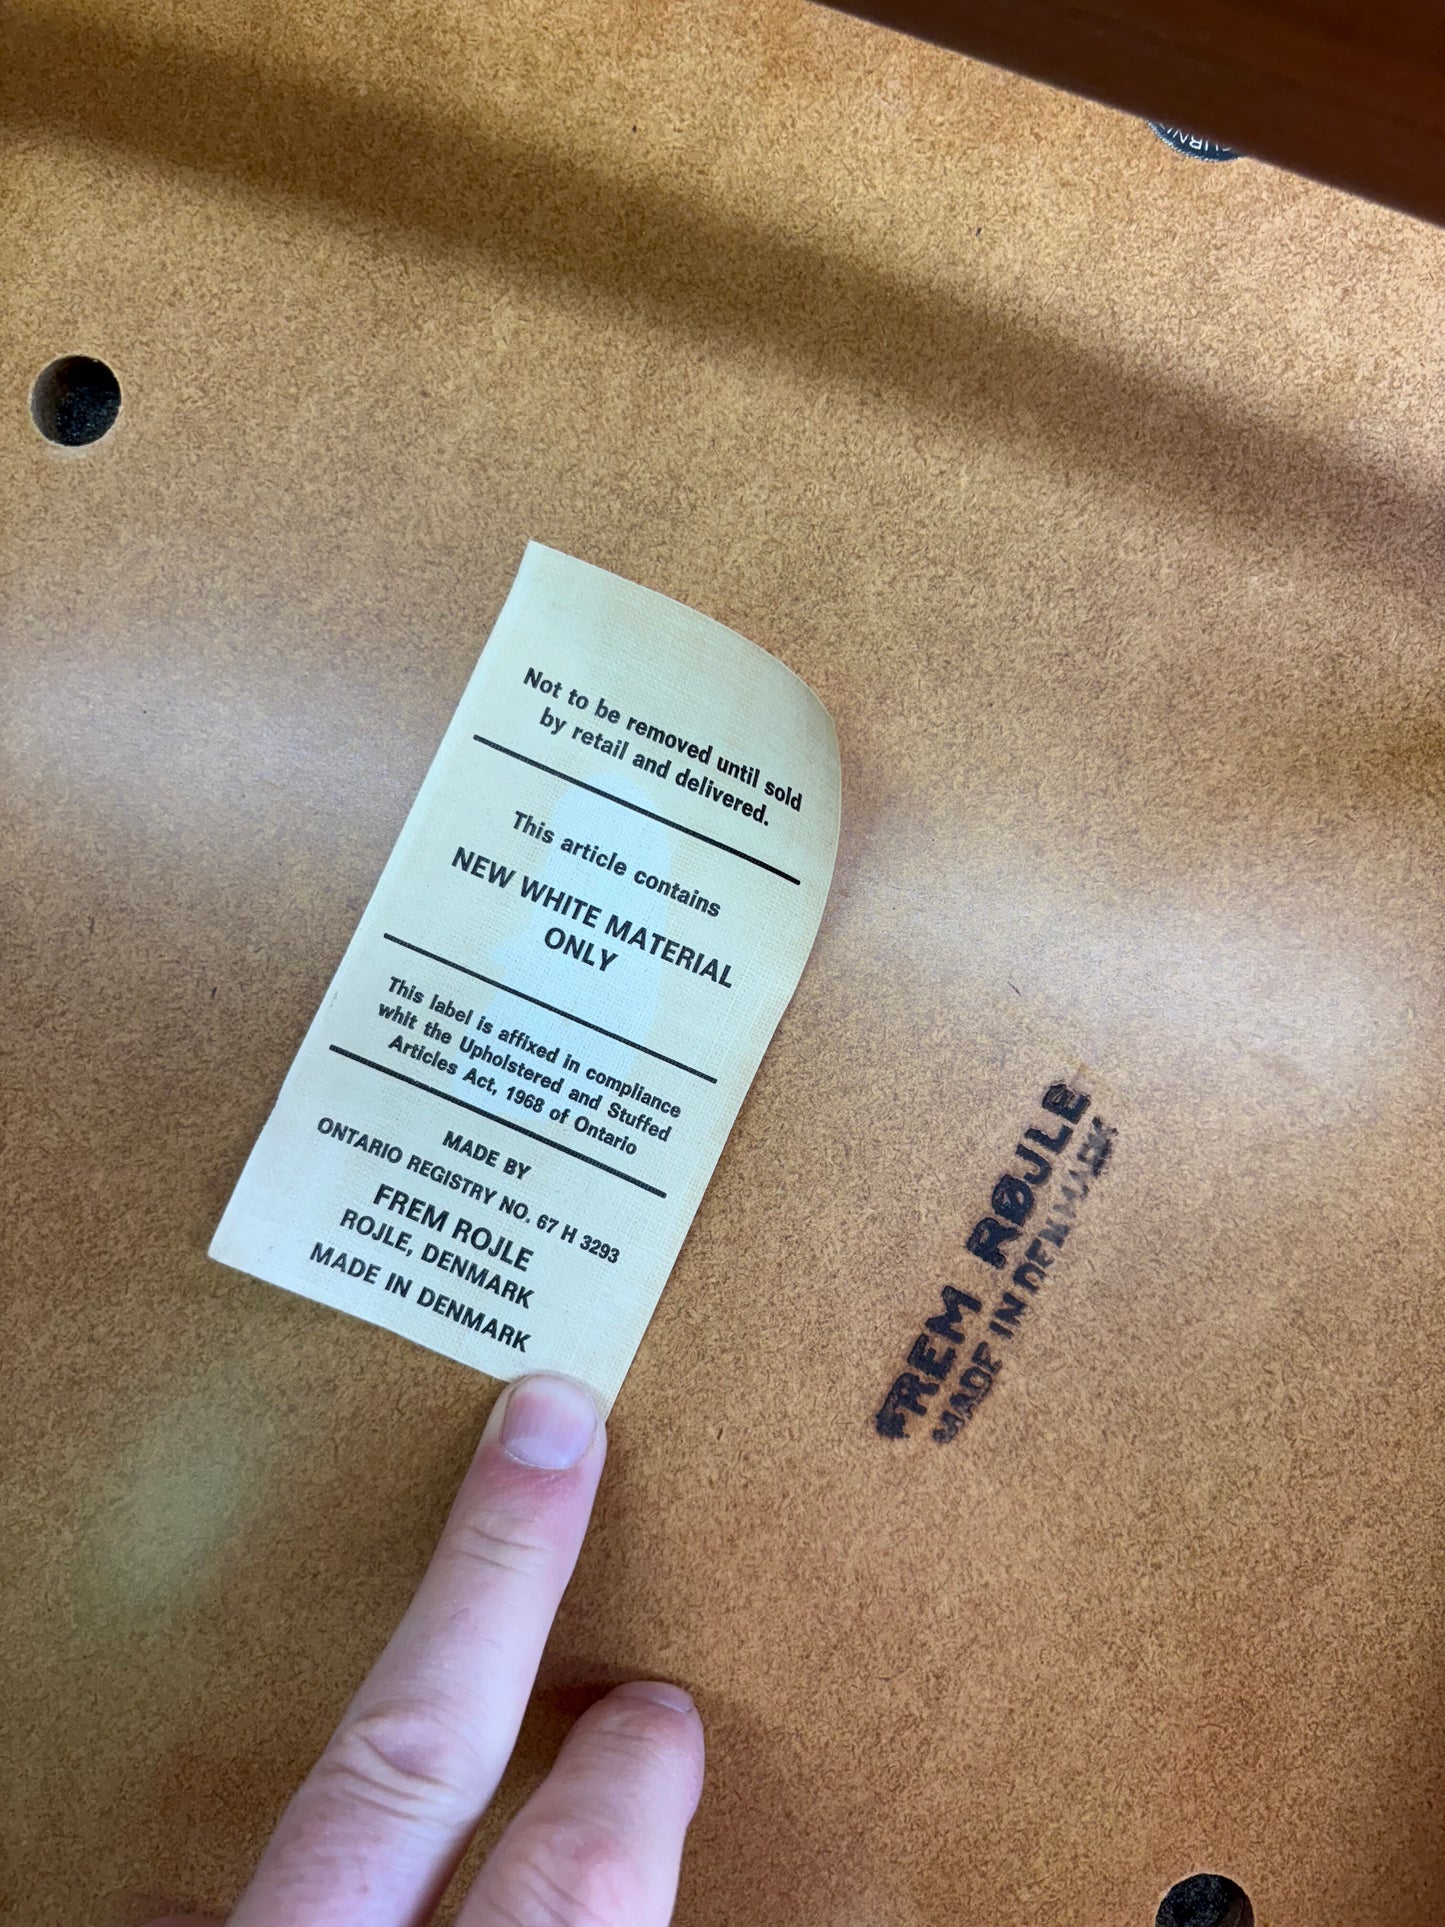 Not to be removed until sold
by retail and delivered.
This article contains
NEW WHITE MATERIAL
ONLY
This label is affixed in compliance
whit the Upholstered and Stuffed
Articles Act, 1968 of Ontario
MADE BY
ONTARIO REGISTRY NO. 67 H 3293
FREM ROJLE
ROJLE, DENMARK
MADE IN DENMARK
FREM RØJLE
MADE IN DENMARK